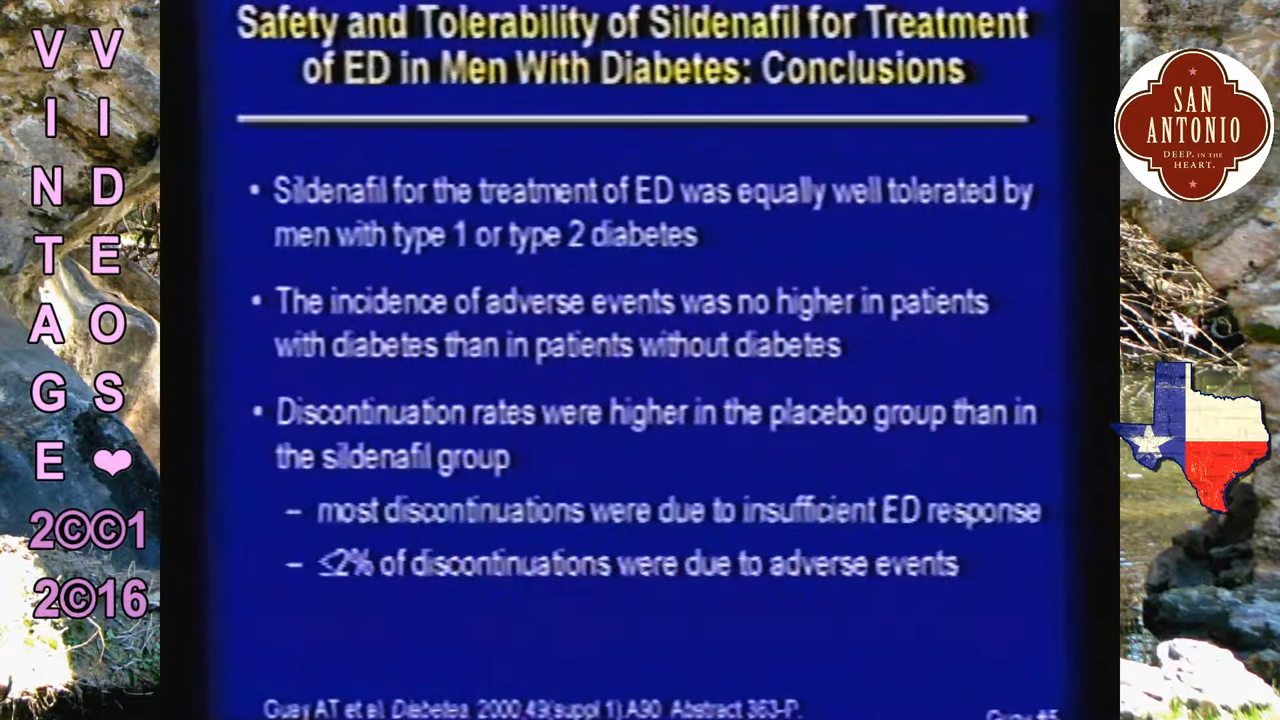 Safety and Tolerability of Sildenafil for Treatment
of ED in Men With Diabetes: Conclusions
• Sildenafil for the treatment of ED was equally well tolerated by
men with type 1 or type 2 diabetes
• The incidence of adverse events was no higher in patients
with diabetes than in patients without diabetes
• Discontinuation rates were higher in the placebo group than in
the sildenafil group
– most discontinuations were due to insufficient ED response
– ≤2% of discontinuations were due to adverse events
Guay AT et al. Diabetes. 2000;49(suppl 1).A90. Abstract 363-P.
VINTAGE
VIDEOS❤
2©©1
2©16
SAN
ANTONIO
DEEP. IN THE
HEART.